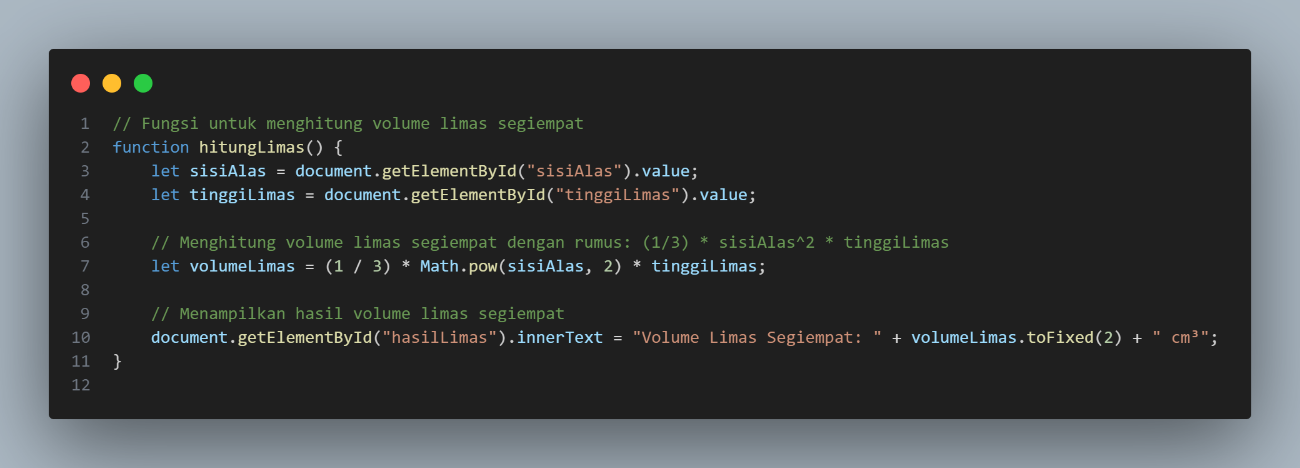 1 // Fungsi untuk menghitung volume limas segiempat
2 function hitungLimas() {
3     let sisiAlas = document.getElementById("sisiAlas").value;
4     let tinggiLimas = document.getElementById("tinggiLimas").value;
5
6     // Menghitung volume limas segiempat dengan rumus: (1/3) * sisiAlas^2 * tinggiLimas
7     let volumeLimas = (1 / 3) * Math.pow(sisiAlas, 2) * tinggiLimas;
8
9     // Menampilkan hasil volume limas segiempat
10     document.getElementById("hasilLimas").innerText = "Volume Limas Segiempat: " + volumeLimas.toFixed(2) + " cm³";
11 }
12